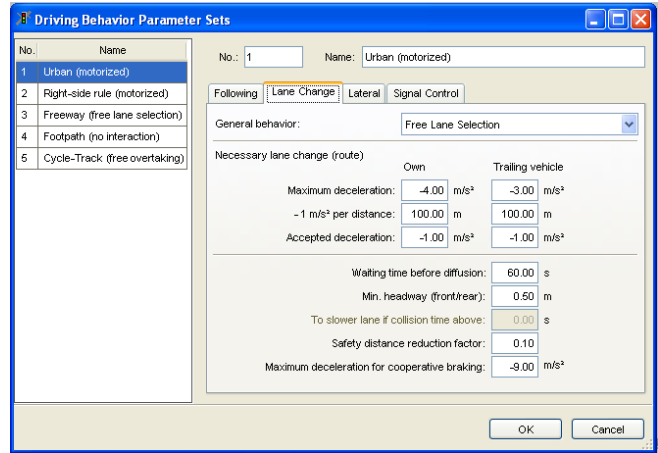 Driving Behavior Parameter Sets
No. Name
1 Urban (motorized)
2 Right-side rule (motorized)
3 Freeway (free lane selection)
4 Footpath (no interaction)
5 Cycle-Track (free overtaking)
No.: 1 Name: Urban (motorized)
Following Lane Change Lateral Signal Control
General behavior: Free Lane Selection
Necessary lane change (route)
Own Trailing vehicle
Maximum deceleration: -4.00 m/s² -3.00 m/s²
- 1 m/s² per distance: 100.00 m 100.00 m
Accepted deceleration: -1.00 m/s² -1.00 m/s²
Waiting time before diffusion: 60.00 s
Min. headway (front/rear): 0.50 m
To slower lane if collision time above: 0.00 s
Safety distance reduction factor: 0.10
Maximum deceleration for cooperative braking: -9.00 m/s²
OK Cancel